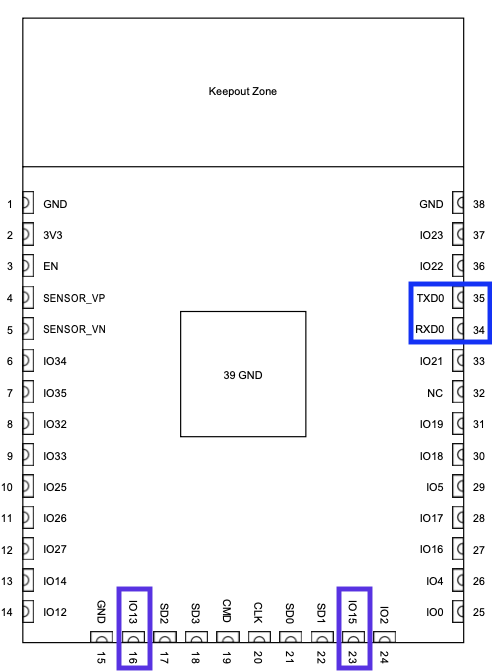 Keepout Zone
1 GND GND 38
2 3V3 IO23 37
3 EN IO22 36
4 SENSOR_VP TXD0 35
5 SENSOR_VN RXD0 34
6 IO34 IO21 33
39 GND
7 IO35 NC 32
8 IO32 IO19 31
9 IO33 IO18 30
10 IO25 IO5 29
11 IO26 IO17 28
12 IO27 IO16 27
13 IO14 IO4 26
14 IO12 IO0 25
GND IO13 SD2 SD3 CMD CLK SD0 SD1 IO15 IO2
15 16 17 18 19 20 21 22 23 24